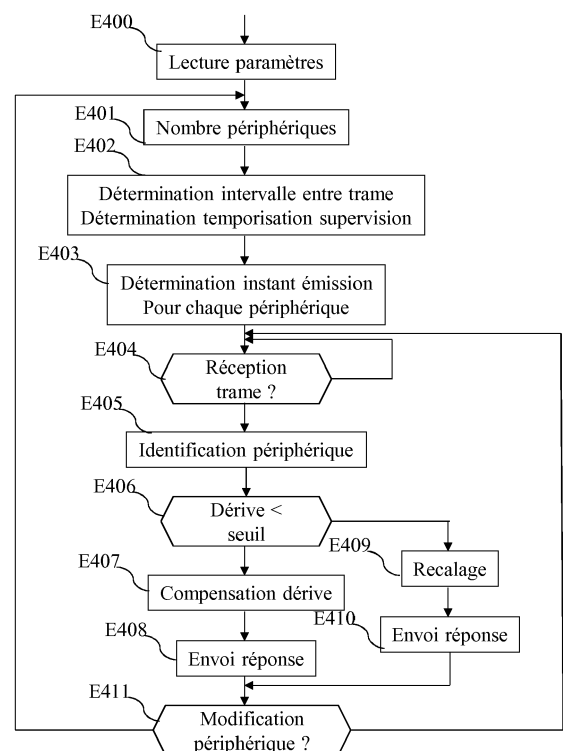 E400
Lecture paramètres
E401
Nombre périphériques
E402
Détermination intervalle entre trame
Détermination temporisation supervision
E403
Détermination instant émission
Pour chaque périphérique
E404
Réception
trame ?
E405
Identification périphérique
E406
Dérive <
seuil
E407
Compensation dérive
E409
Recalage
E408
Envoi réponse
E410
Envoi réponse
E411
Modification
périphérique ?